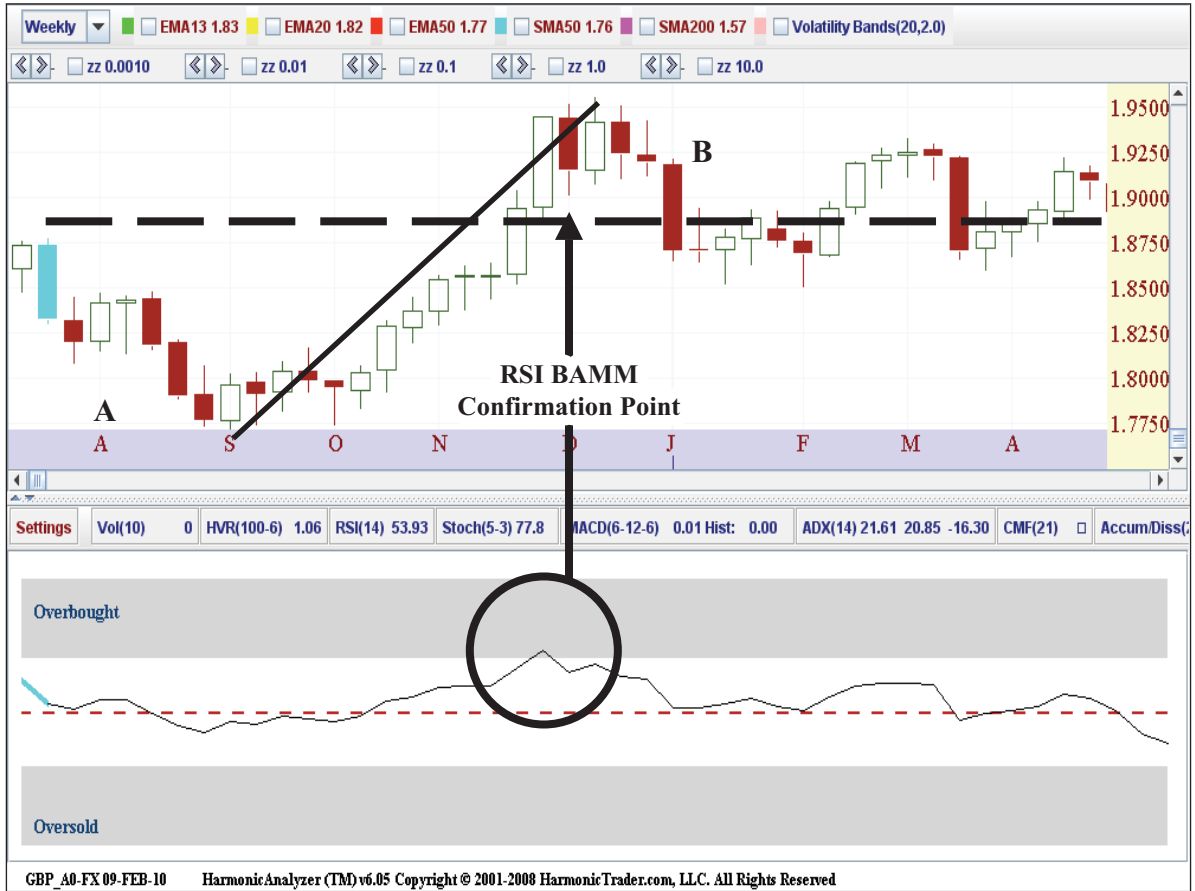 Weekly EMA13 1.83 EMA20 1.82 EMA50 1.77 SMA50 1.76 SMA200 1.57 Volatility Bands(20,2.0)
zz 0.0010 zz 0.01 zz 0.1 zz 1.0 zz 10.0
1.9500
1.9250
1.9000
1.8750
1.8500
1.8250
1.8000
1.7750
B
RSI BAMM
Confirmation Point
A
A S O N D J F M A
Settings Vol(10) 0 HVR(100-6) 1.06 RSI(14) 53.93 Stoch(5-3) 77.8 MACD(6-12-6) 0.01 Hist: 0.00 ADX(14) 21.61 20.85 -16.30 CMF(21) Accum/Diss(
Overbought
Oversold
GBP_A0-FX 09-FEB-10 HarmonicAnalyzer (TM) v6.05 Copyright © 2001-2008 HarmonicTrader.com, LLC. All Rights Reserved